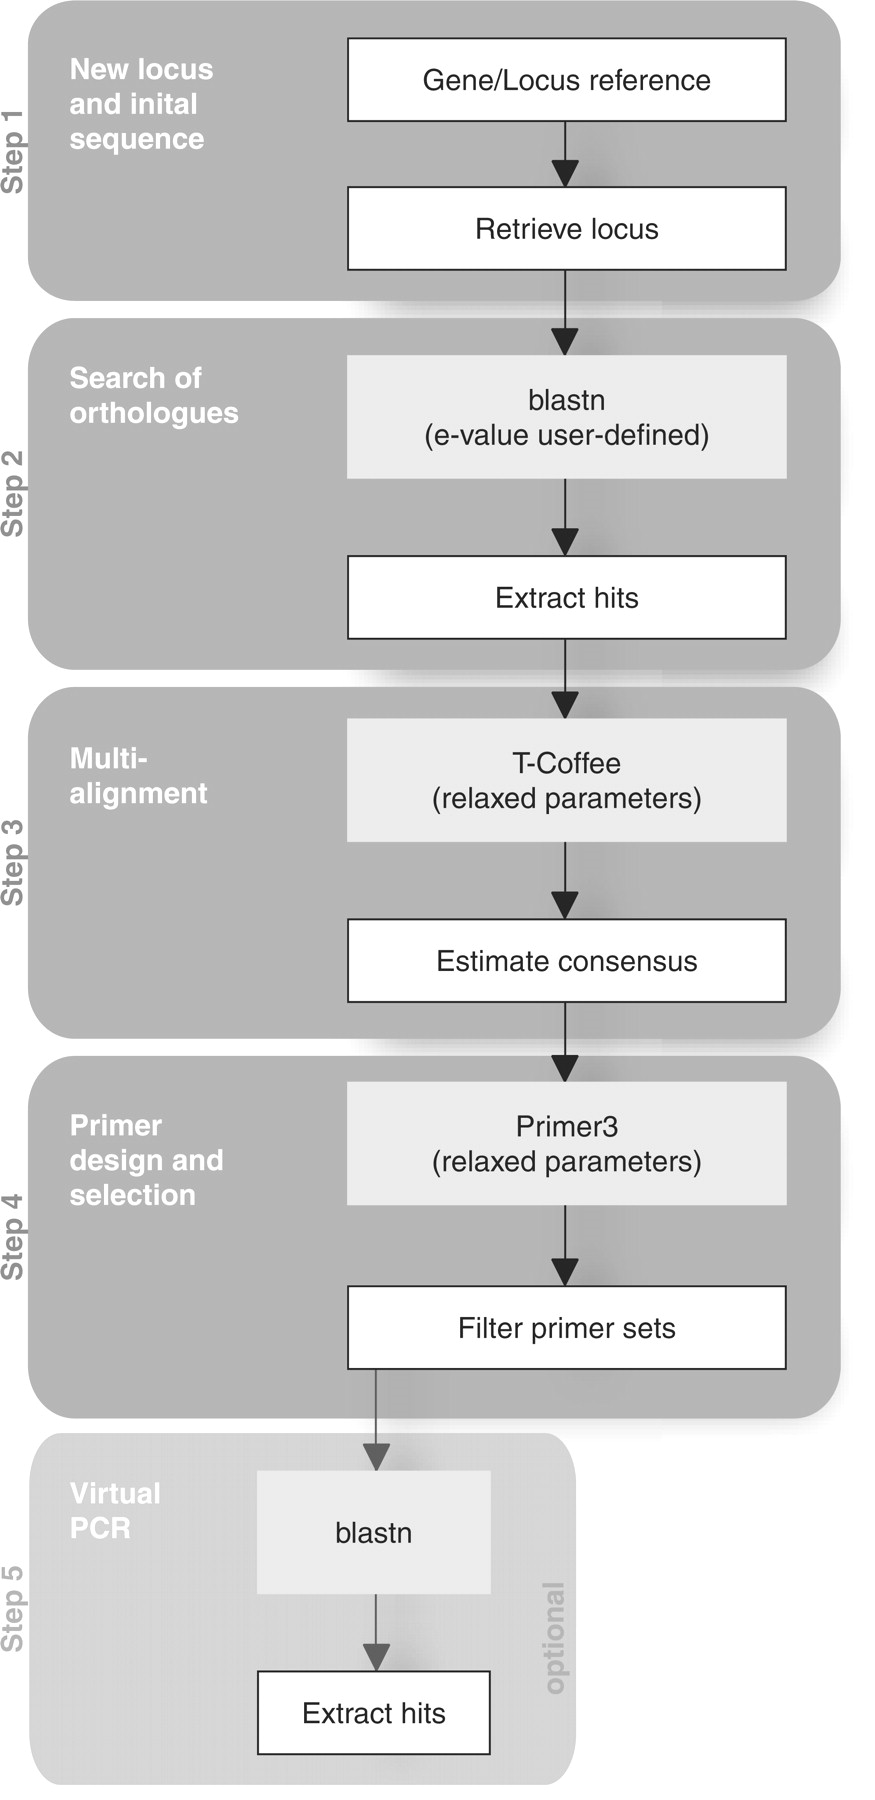 Step 1
New locus
and inital
sequence
Gene/Locus reference
Retrieve locus
Step 2
Search of
orthologues
blastn
(e-value user-defined)
Extract hits
Step 3
Multi-
alignment
T-Coffee
(relaxed parameters)
Estimate consensus
Step 4
Primer
design and
selection
Primer3
(relaxed parameters)
Filter primer sets
Step 5
Virtual
PCR
blastn
Extract hits
optional